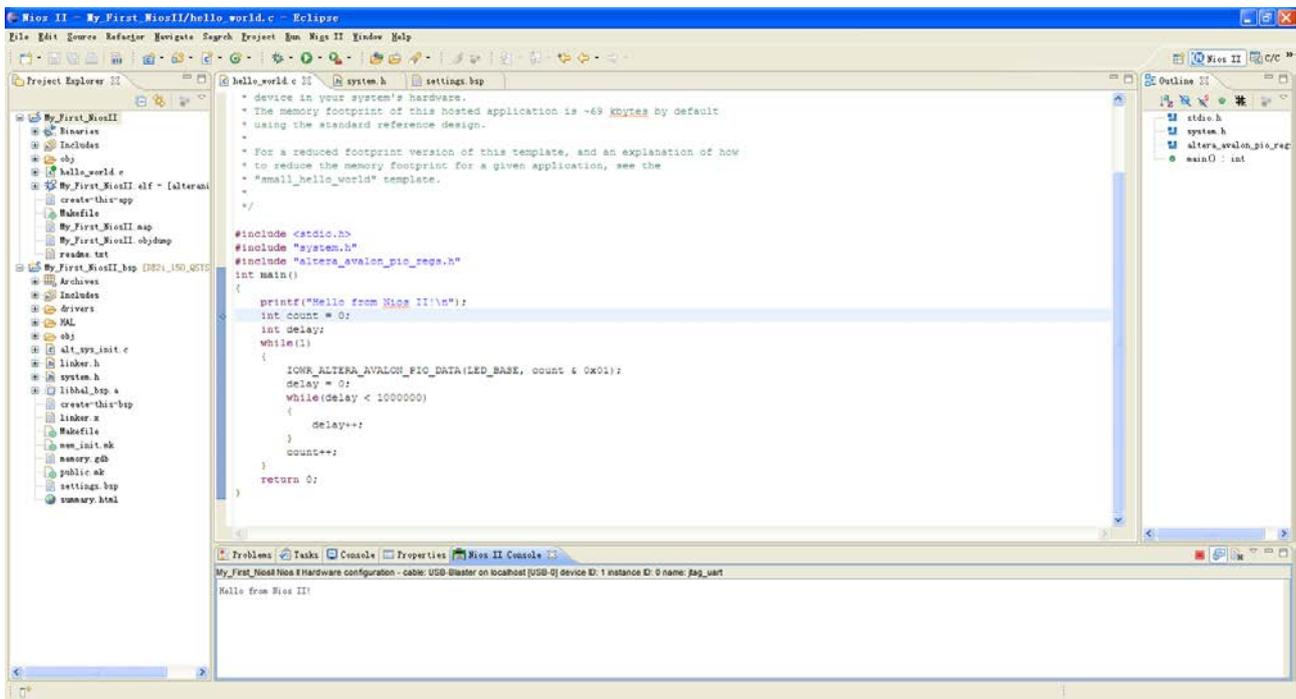 Nios II - My_First_NiosII/hello_world.c - Eclipse
File Edit Source Refactor Navigate Search Project Run Nios II Window Help
Nios II C/C
Project Explorer
hello_world.c system.h settings.bsp
Outline
My_First_NiosII
Binaries
Includes
obj
hello_world.c
My_First_NiosII.elf - [alterani
create-this-app
Makefile
My_First_NiosII.map
My_First_NiosII.objdump
readme.txt
My_First_NiosII_bsp [DE2i_150_QSYS
Archives
Includes
drivers
HAL
obj
alt_sys_init.c
linker.h
system.h
libhal_bsp.a
create-this-bsp
linker.x
Makefile
mem_init.mk
memory.gdb
public.mk
settings.bsp
summary.html
* device in your system's hardware.
* The memory footprint of this hosted application is ~69 kbytes by default
* using the standard reference design.
*
* For a reduced footprint version of this template, and an explanation of how
* to reduce the memory footprint for a given application, see the
* "small_hello_world" template.
*
*/
#include <stdio.h>
#include "system.h"
#include "altera_avalon_pio_regs.h"
int main()
{
printf("Hello from Nios II!\n");
int count = 0;
int delay;
while(1)
{
IOWR_ALTERA_AVALON_PIO_DATA(LED_BASE, count & 0x01);
delay = 0;
while(delay < 1000000)
{
delay++;
}
count++;
}
return 0;
}
stdio.h
system.h
altera_avalon_pio_reg
main() : int
Problems Tasks Console Properties Nios II Console
My_First_NiosII Nios II Hardware configuration - cable: USB-Blaster on localhost [USB-0] device ID: 1 instance ID: 0 name: jtag_uart
Hello from Nios II!